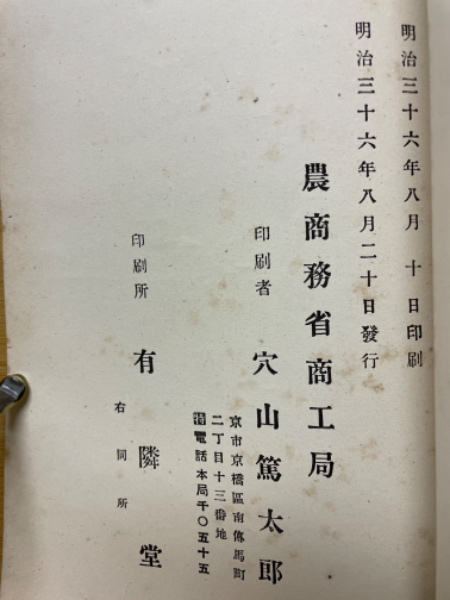 明治三十六年八月 十日印刷
明治三十六年八月二十日發行
農商務省商工局
印刷者 穴山篤太郎
京市京橋區南傳馬町
二丁目十三番地
電話本局千〇五十五
印刷所 有隣堂
右同所